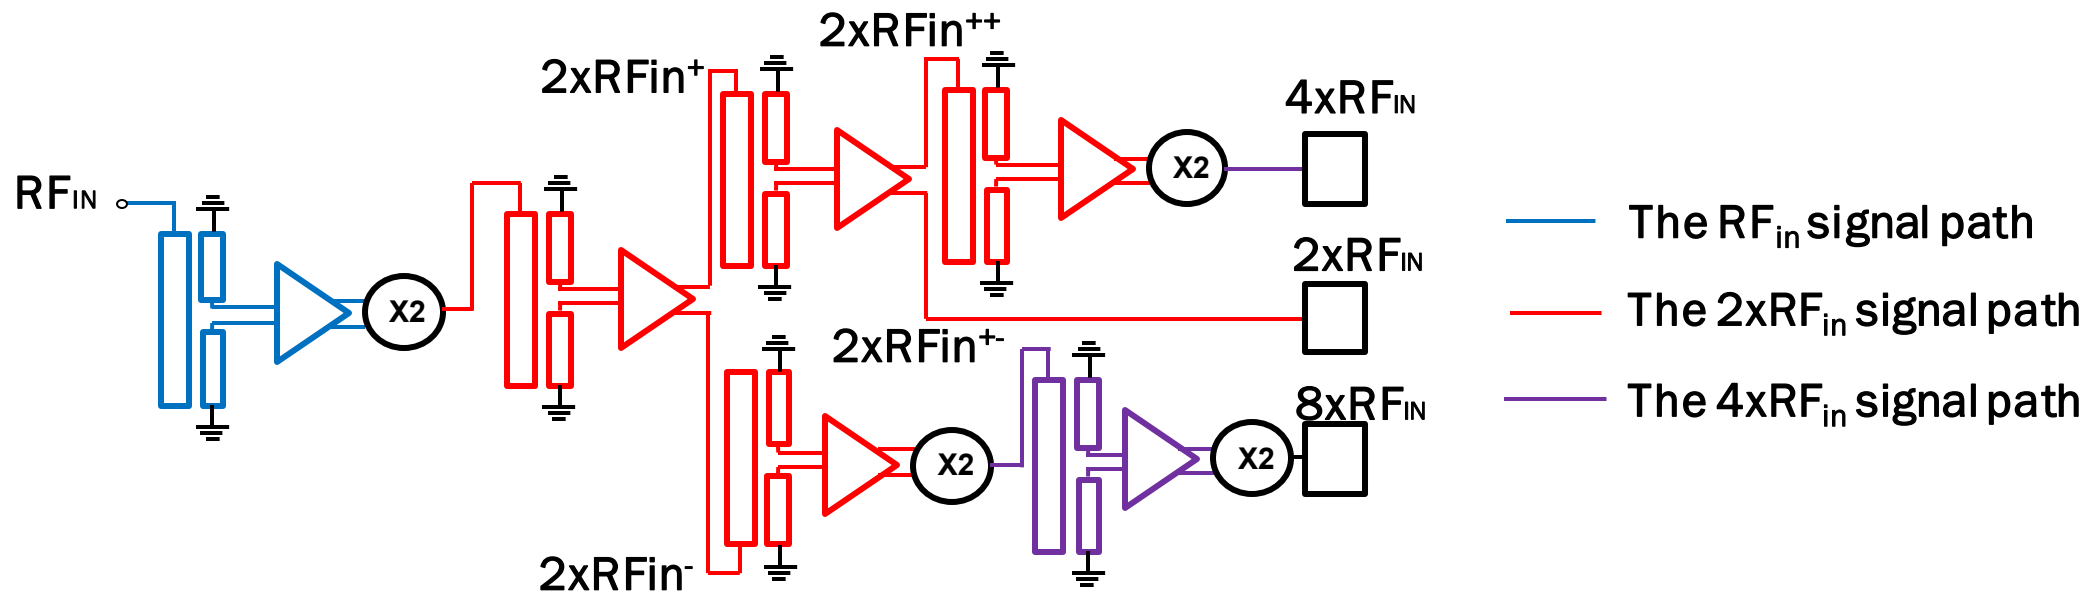 2xRFin++
2xRFin+
4xRFIN
RFIN
X2
2xRFIN
X2
2xRFin+-
8xRFIN
X2
X2
2xRFin-
The RFin signal path
The 2xRFin signal path
The 4xRFin signal path